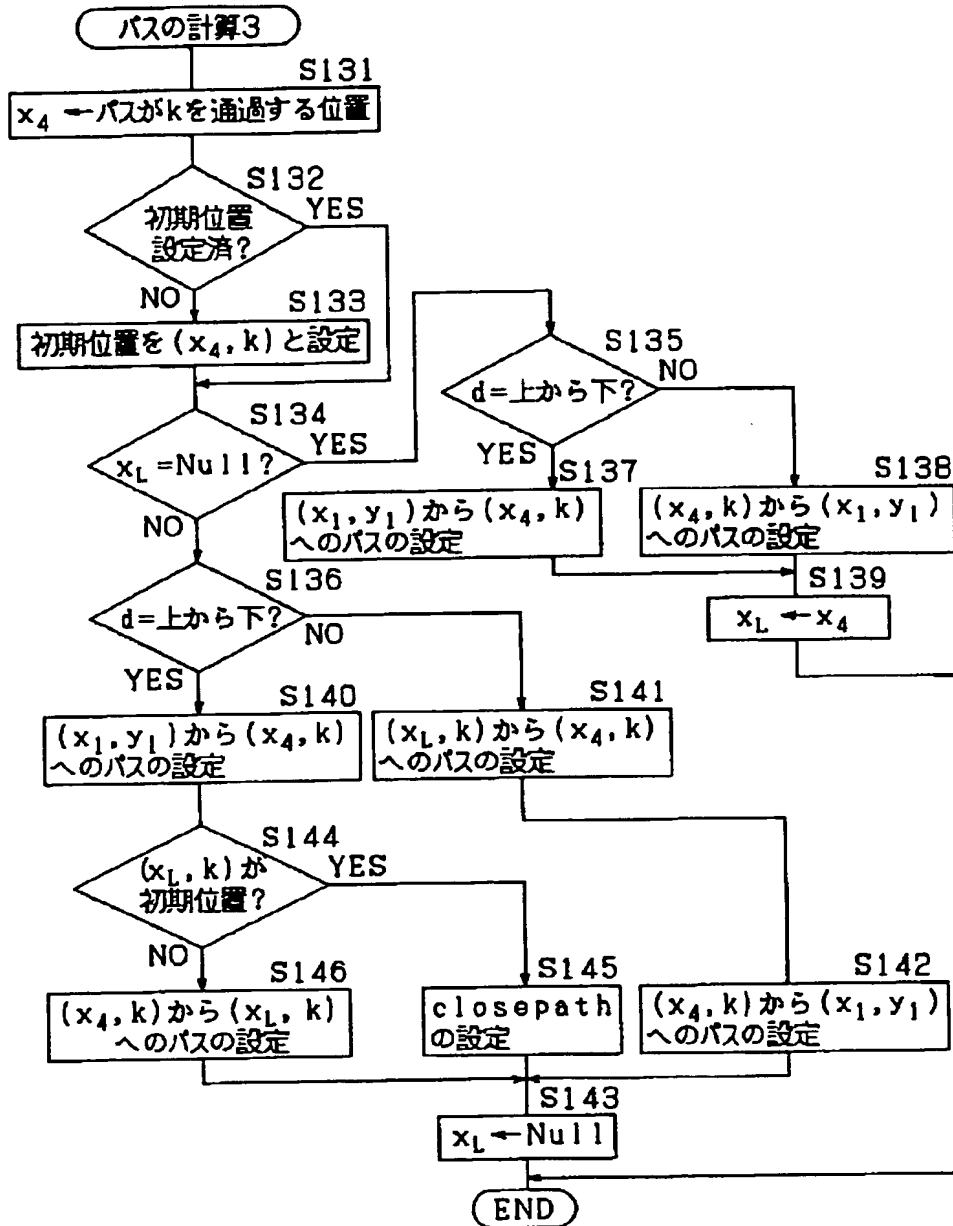 パスの計算3
S131
x₄ ←パスがkを通過する位置
S132
初期位置
設定済?
YES
NO
S133
初期位置を(x₄, k)と設定
S134
x_L=Null?
YES
NO
S135
d=上から下?
NO
YES
S137
(x₁, y₁)から(x₄, k)
へのパスの設定
S138
(x₄, k)から(x₁, y₁)
へのパスの設定
S139
x_L ←x₄
S136
d=上から下?
NO
YES
S140
(x₁, y₁)から(x₄, k)
へのパスの設定
S141
(x_L, k)から(x₄, k)
へのパスの設定
S144
(x_L, k)が
初期位置?
YES
NO
S146
(x₄, k)から(x_L, k)
へのパスの設定
S145
closepath
の設定
S142
(x₄, k)から(x₁, y₁)
へのパスの設定
S143
x_L←Null
END